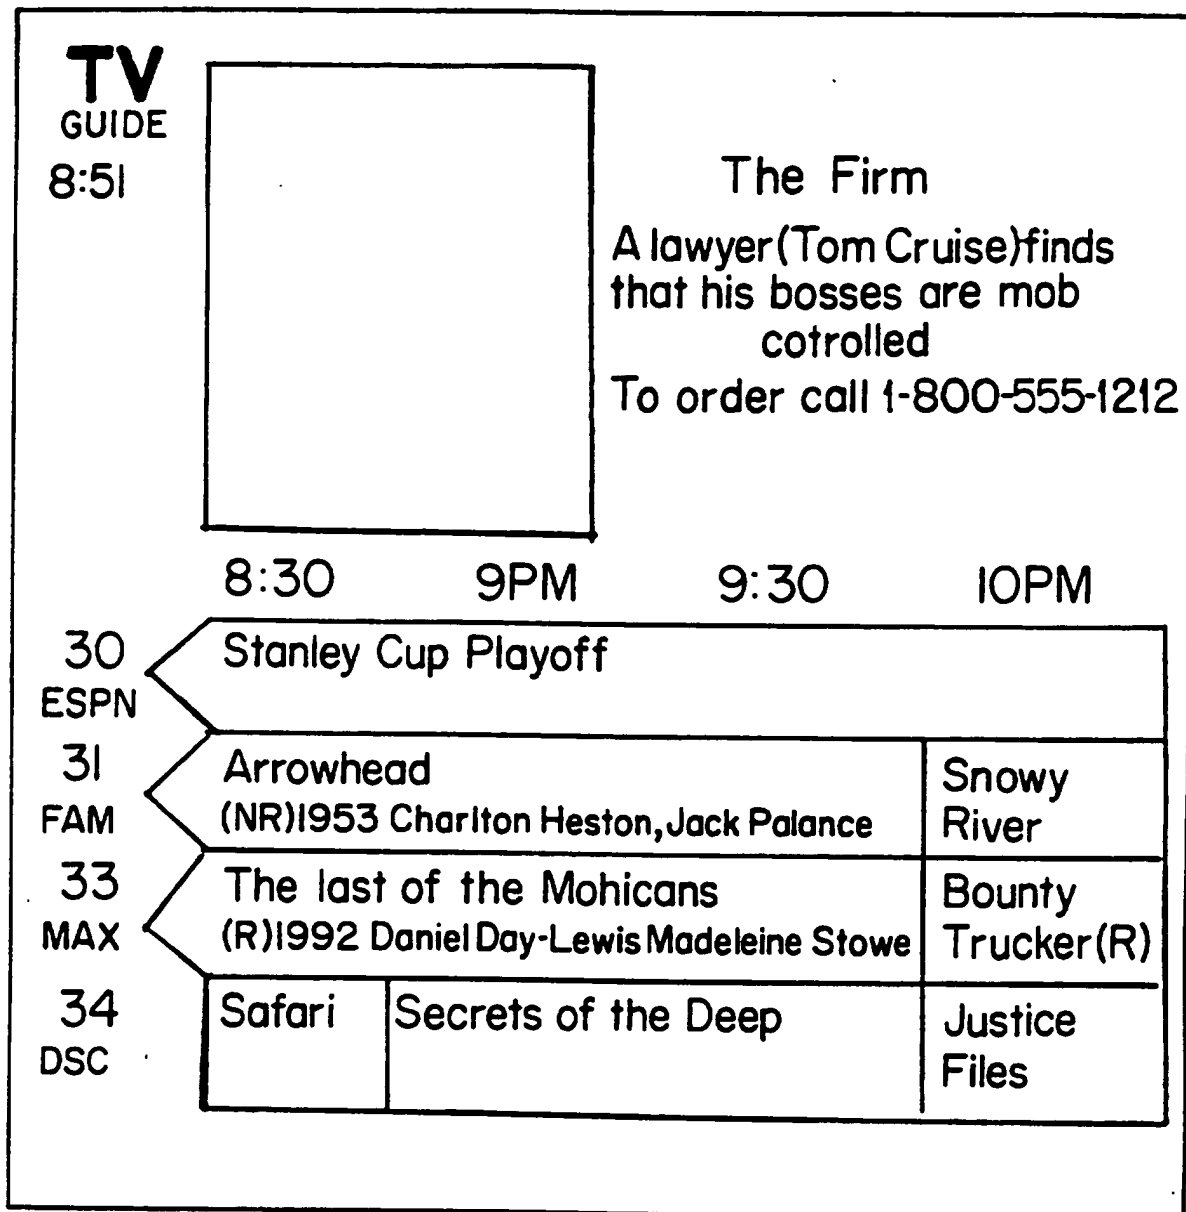 TV
GUIDE
8:51
The Firm
A lawyer(Tom Cruise)finds
that his bosses are mob
cotrolled
To order call 1-800-555-1212
8:30 9PM 9:30 10PM
30
ESPN
Stanley Cup Playoff
31
FAM
Arrowhead
(NR)1953 Charlton Heston, Jack Palance
Snowy
River
33
MAX
The last of the Mohicans
(R)1992 Daniel Day-Lewis Madeleine Stowe
Bounty
Trucker(R)
34
DSC
Safari
Secrets of the Deep
Justice
Files